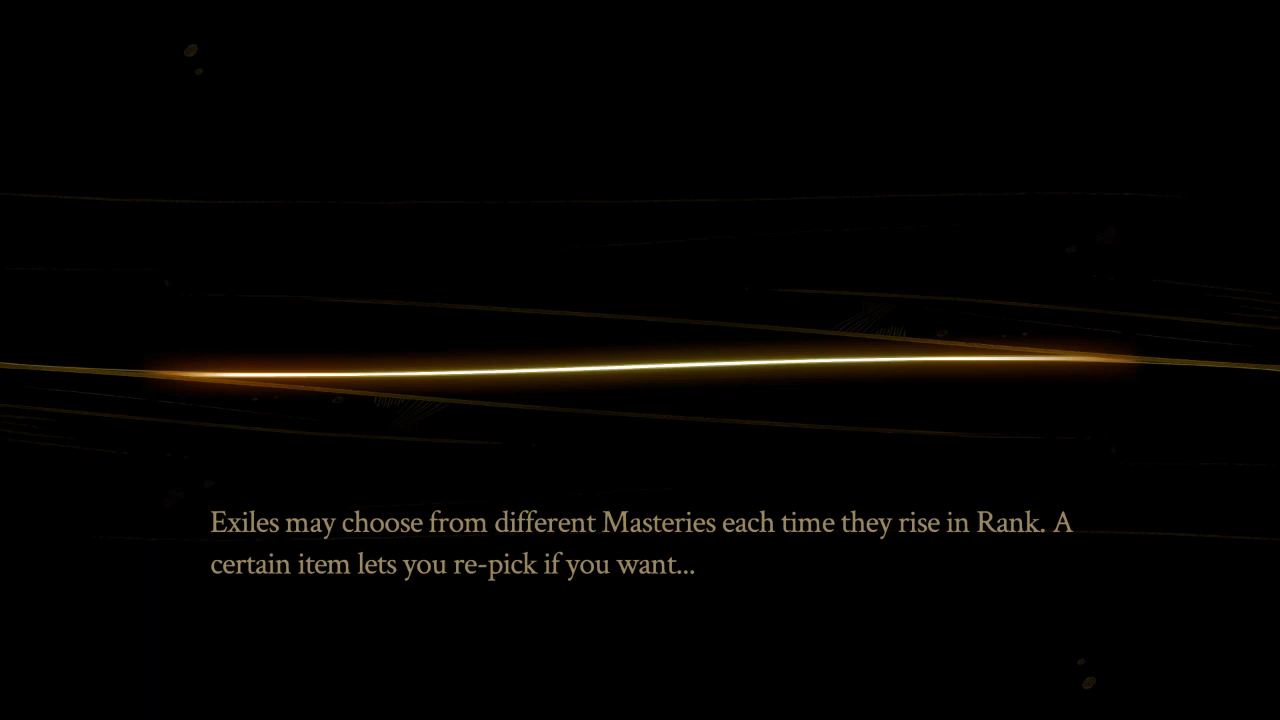 Exiles may choose from different Masteries each time they rise in Rank. A
certain item lets you re-pick if you want...